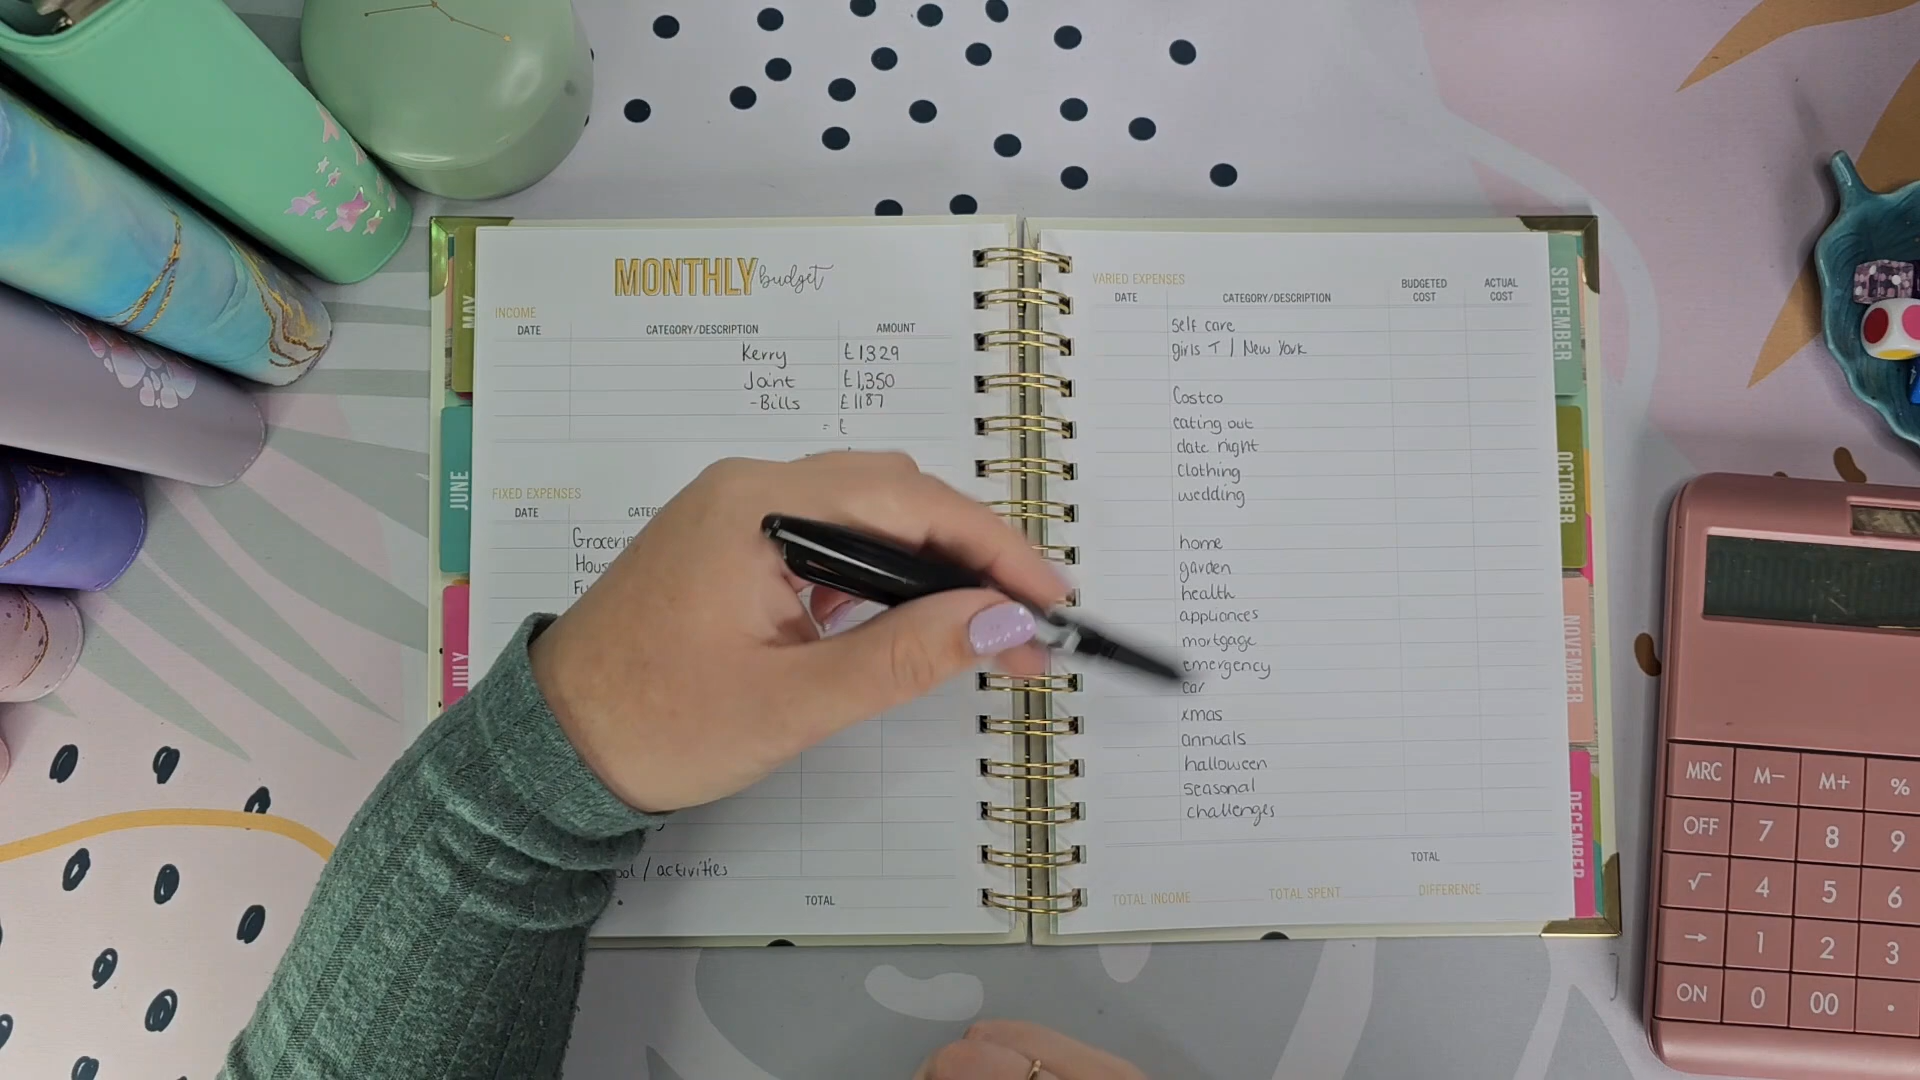 MONTHLY budget
INCOME
DATE CATEGORY/DESCRIPTION AMOUNT
Kerry £1,329
Joint £1,350
-Bills £1187
= £
FIXED EXPENSES
DATE
Groceries
/ activities
TOTAL
VARIED EXPENSES
DATE CATEGORY/DESCRIPTION BUDGETED COST ACTUAL COST
Self care
girls T / New York
Costco
eating out
date night
clothing
wedding
home
garden
health
appliances
mortgage
emergency
car
xmas
annuals
halloween
seasonal
challenges
TOTAL
TOTAL INCOME TOTAL SPENT DIFFERENCE
MAY
JUNE
JULY
SEPTEMBER
OCTOBER
NOVEMBER
DECEMBER
MRC M− M+ %
OFF 7 8 9
√ 4 5 6
→ 1 2 3
ON 0 00 .